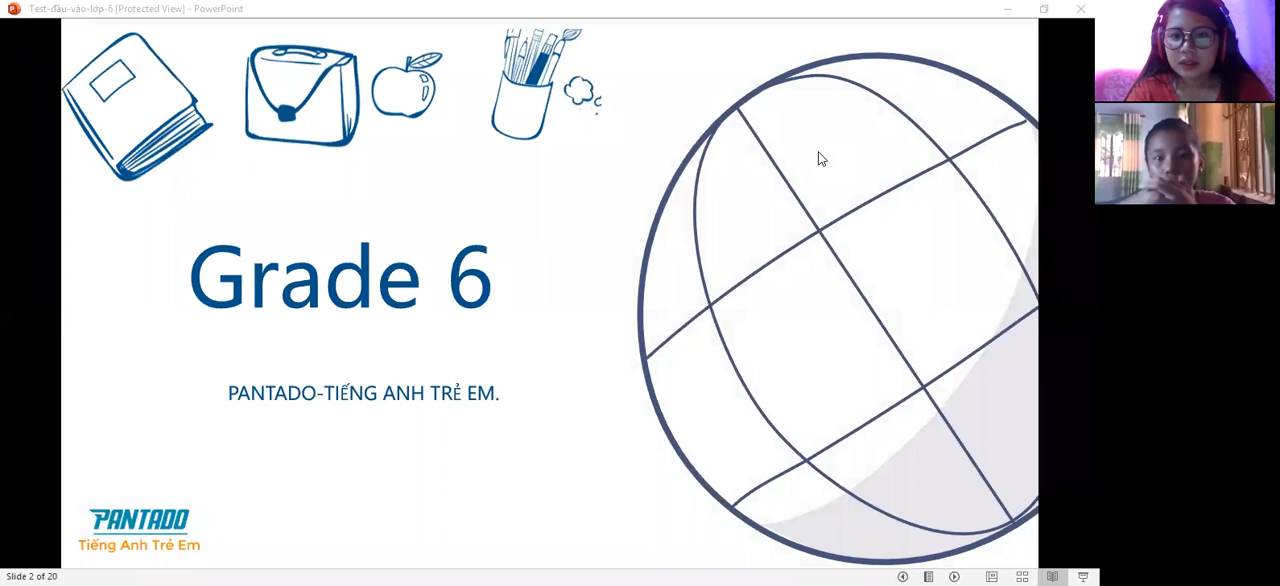 Test-đầu-vào-lớp-6 [Protected View] - PowerPoint
Grade 6
PANTADO-TIẾNG ANH TRẺ EM.
PANTADO
Tiếng Anh Trẻ Em
Slide 2 of 20